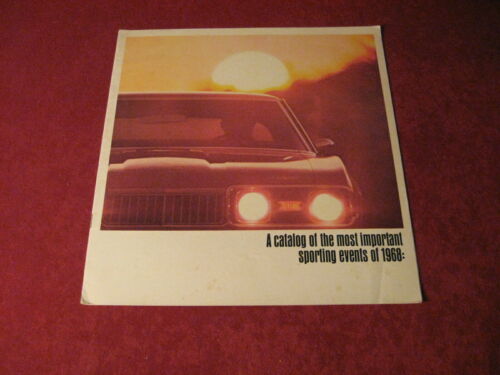 A catalog of the most important
sporting events of 1968: